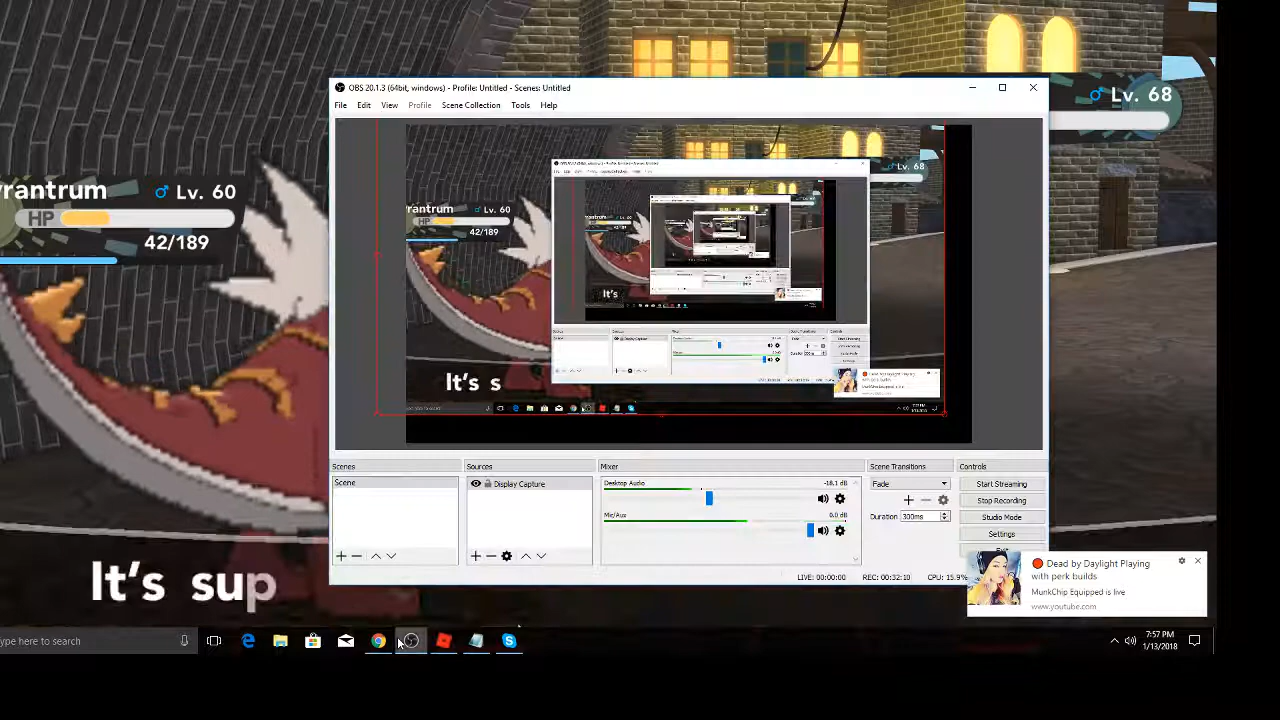 OBS 20.1.3 (64bit, windows) - Profile: Untitled - Scenes: Untitled
File Edit View Profile Scene Collection Tools Help
Lv. 68
yrantrum Lv. 60
HP
42/189
Lv. 68
rantrum Lv. 60
HP
42/189
It's s
It's
Scenes
Scene
Sources
Display Capture
Mixer
Desktop Audio -18.1 dB
Mic/Aux 0.0 dB
Scene Transitions
Fade
Duration 300ms
Controls
Start Streaming
Stop Recording
Studio Mode
Settings
LIVE: 00:00:00 REC: 00:32:10 CPU: 15.9%
It's sup
Dead by Daylight Playing
with perk builds
MunkChip Equipped is live
www.youtube.com
ype here to search
7:57 PM
1/13/2018